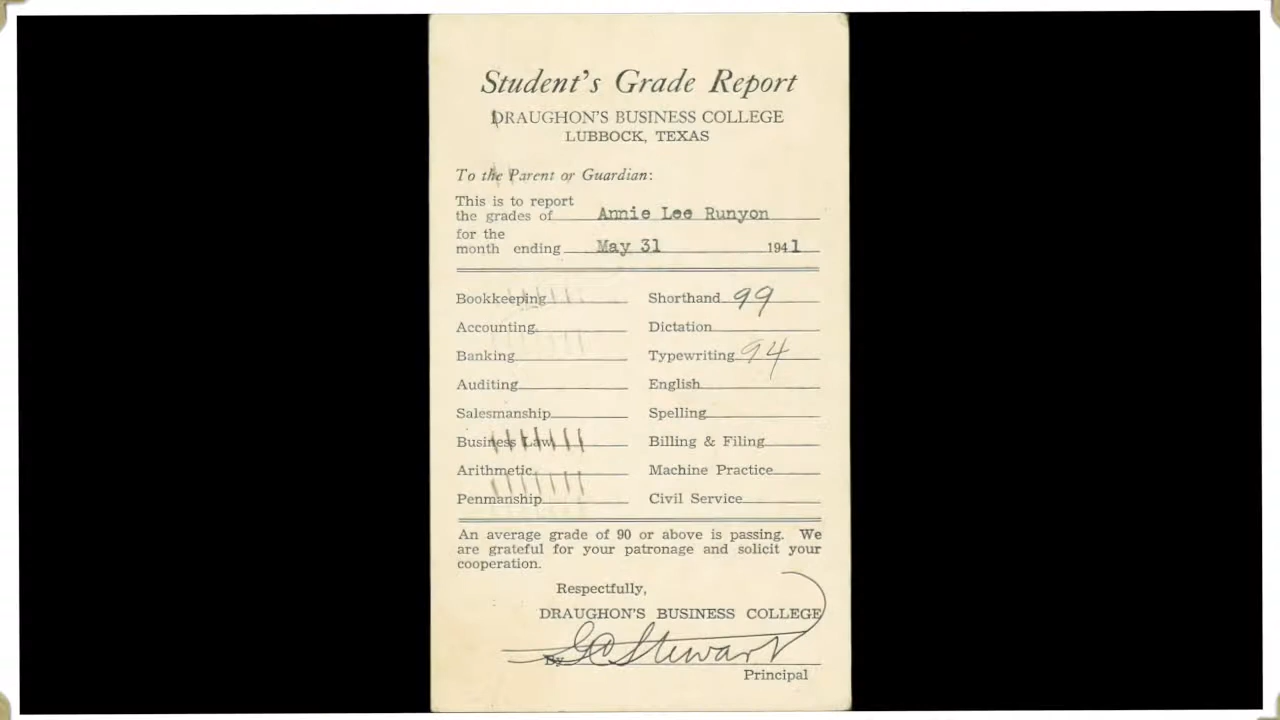 Student's Grade Report
DRAUGHON'S BUSINESS COLLEGE
LUBBOCK, TEXAS
To the Parent or Guardian:
This is to report
the grades of Annie Lee Runyon
for the
month ending May 31 1941
Bookkeeping Shorthand 99
Accounting Dictation
Banking Typewriting 94
Auditing English
Salesmanship Spelling
Business Law Billing & Filing
Arithmetic Machine Practice
Penmanship Civil Service
An average grade of 90 or above is passing. We
are grateful for your patronage and solicit your
cooperation.
Respectfully,
DRAUGHON'S BUSINESS COLLEGE
By GC Stewart
Principal